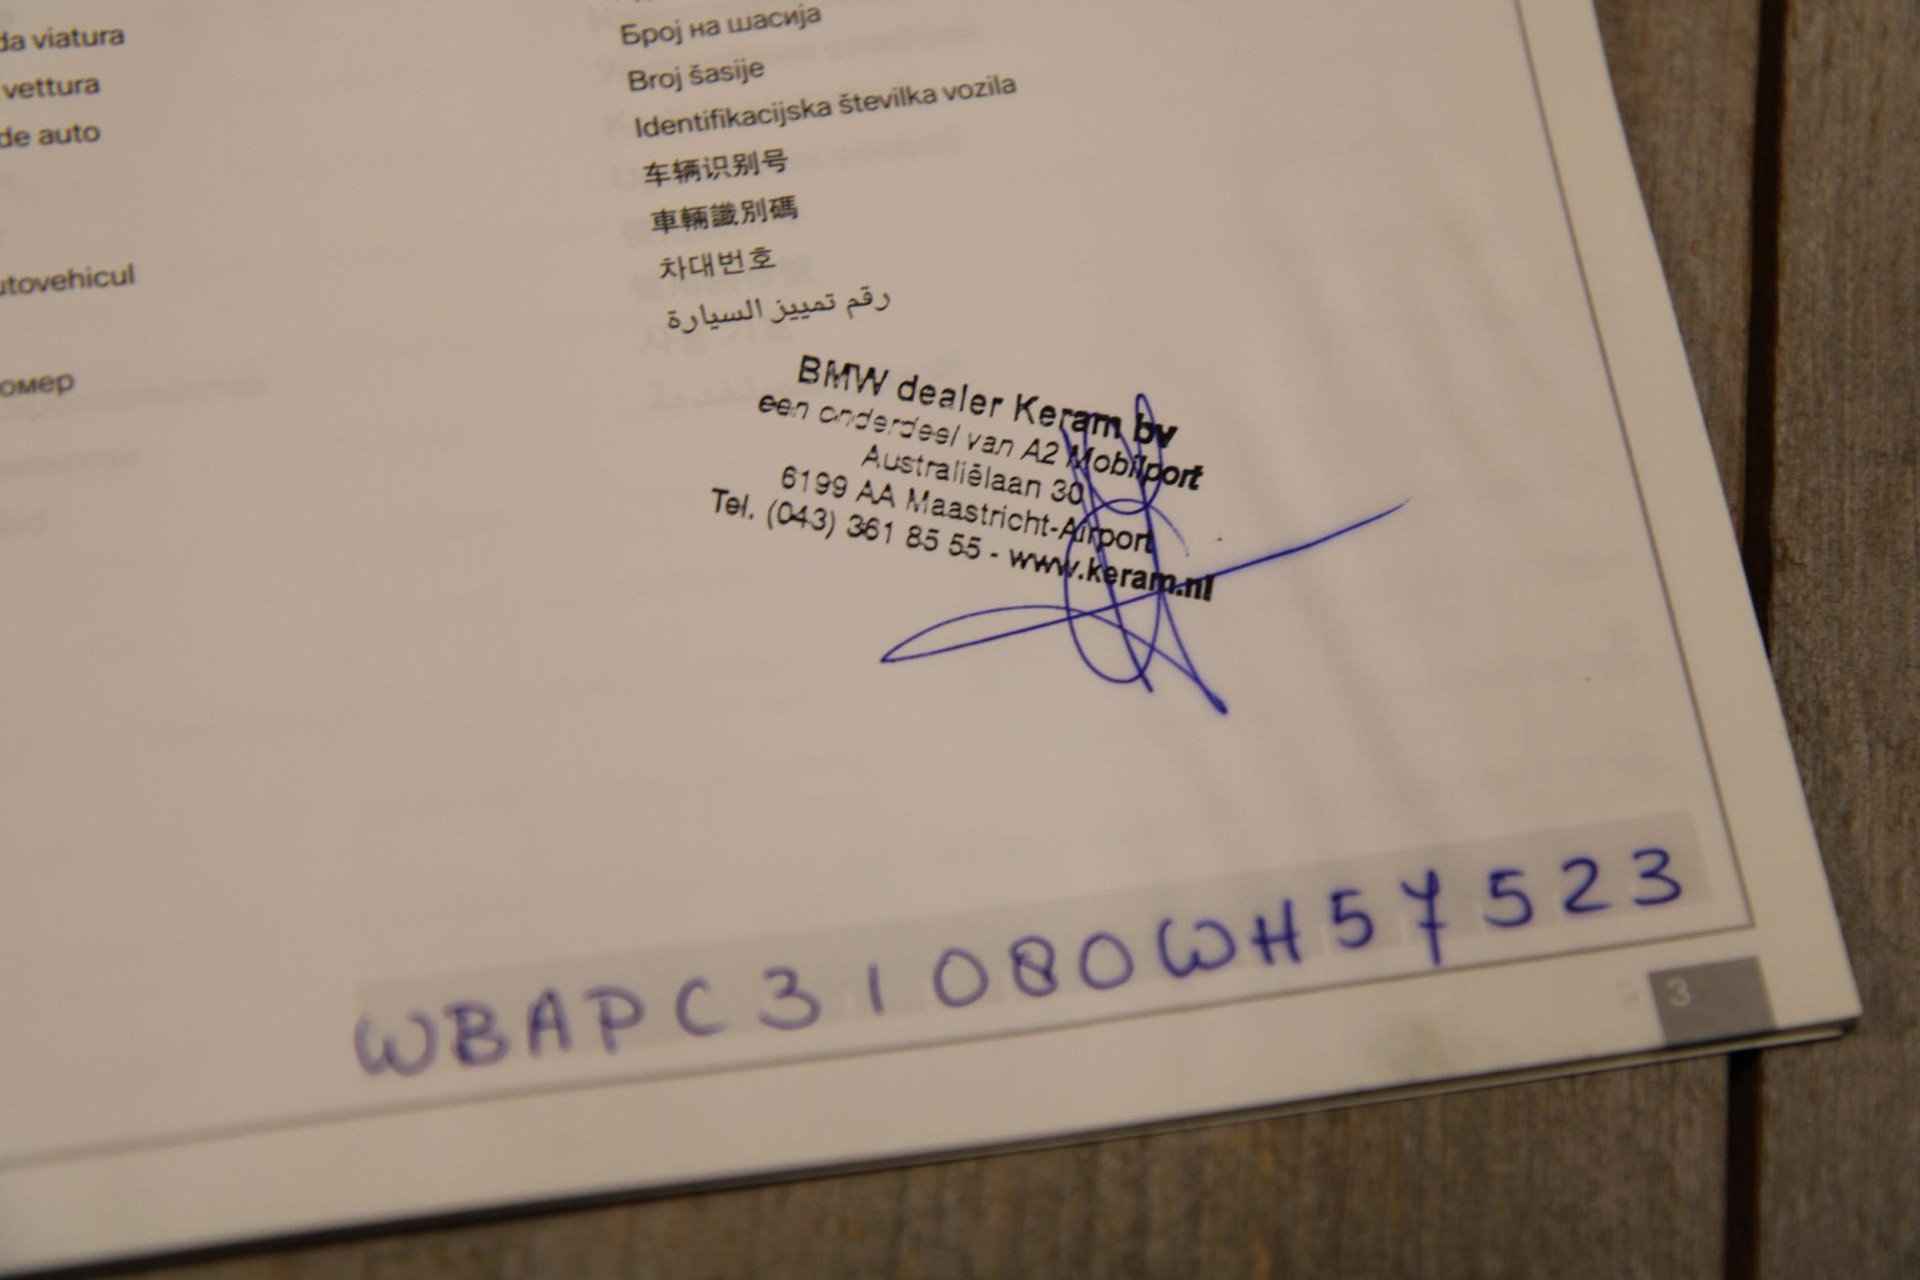 da viatura
vettura
de auto
utovehicul
омер
Број на шасија
Broj šasije
Identifikacijska številka vozila
车辆识别号
車輛識別碼
차대번호
رقم تمييز السيارة
BMW dealer Keram bv
een onderdeel van A2 Mobilport
Australiëlaan 30
6199 AA Maastricht-Airport
Tel. (043) 361 85 55 - www.keram.nl
WBAPC31080WH57523
3